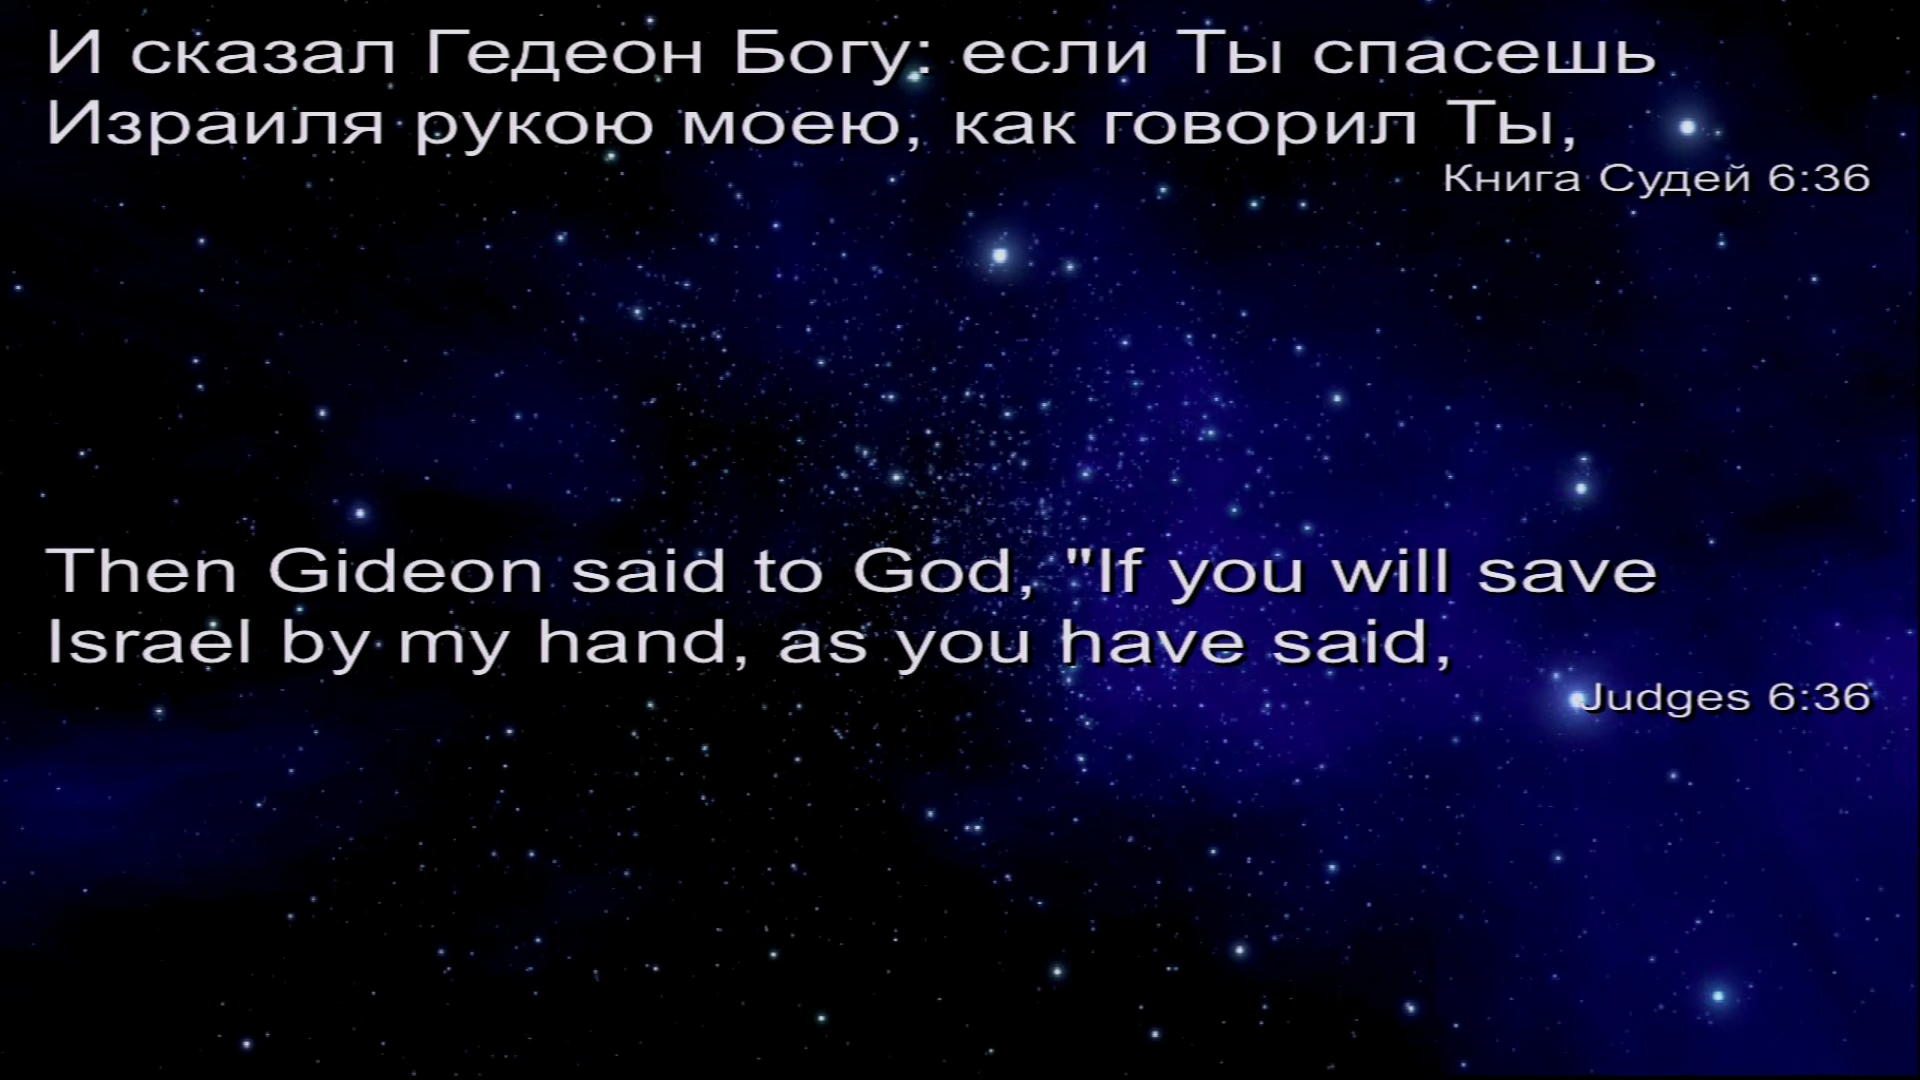 И сказал Гедеон Богу: если Ты спасешь
Израиля рукою моею, как говорил Ты,
Книга Судей 6:36
Then Gideon said to God, "If you will save
Israel by my hand, as you have said,
Judges 6:36